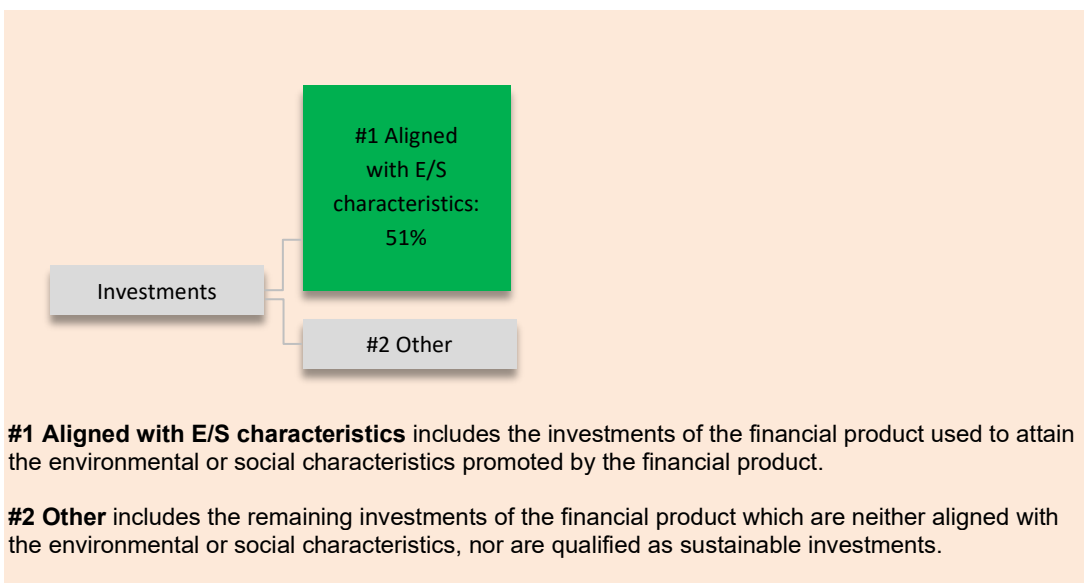 #1 Aligned
with E/S
characteristics:
51%
Investments
#2 Other
#1 Aligned with E/S characteristics includes the investments of the financial product used to attain
the environmental or social characteristics promoted by the financial product.
#2 Other includes the remaining investments of the financial product which are neither aligned with
the environmental or social characteristics, nor are qualified as sustainable investments.